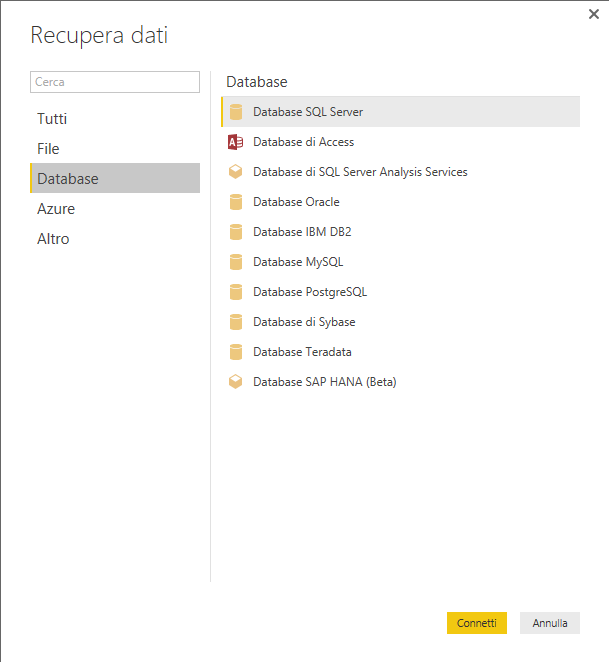 Recupera dati
Cerca
Tutti
File
Database
Azure
Altro
Database
Database SQL Server
Database di Access
Database di SQL Server Analysis Services
Database Oracle
Database IBM DB2
Database MySQL
Database PostgreSQL
Database di Sybase
Database Teradata
Database SAP HANA (Beta)
Connetti
Annulla